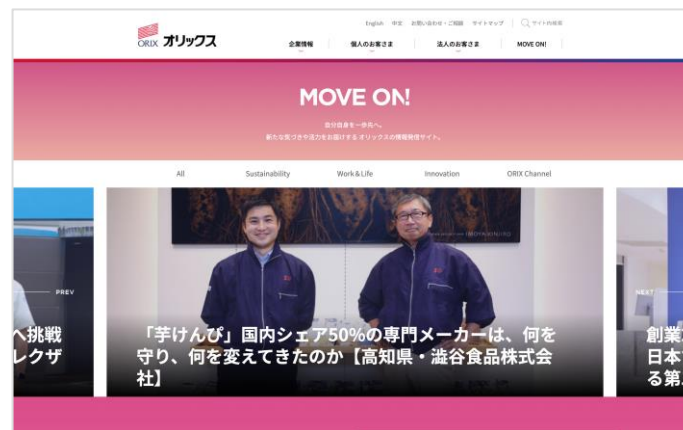 English 中文 お問い合わせ・ご相談 サイトマップ サイト内検索
ORIX オリックス
企業情報 個人のお客さま 法人のお客さま MOVE ON!
MOVE ON!
自分自身を一歩先へ。
新たな気づきや活力をお届けする オリックスの情報発信サイト。
All Sustainability Work & Life Innovation ORIX Channel
PREV
NEXT
へ挑戦
レクザ
「芋けんぴ」国内シェア50%の専門メーカーは、何を
守り、何を変えてきたのか【高知県・澁谷食品株式会
社】
創業
日本
る第